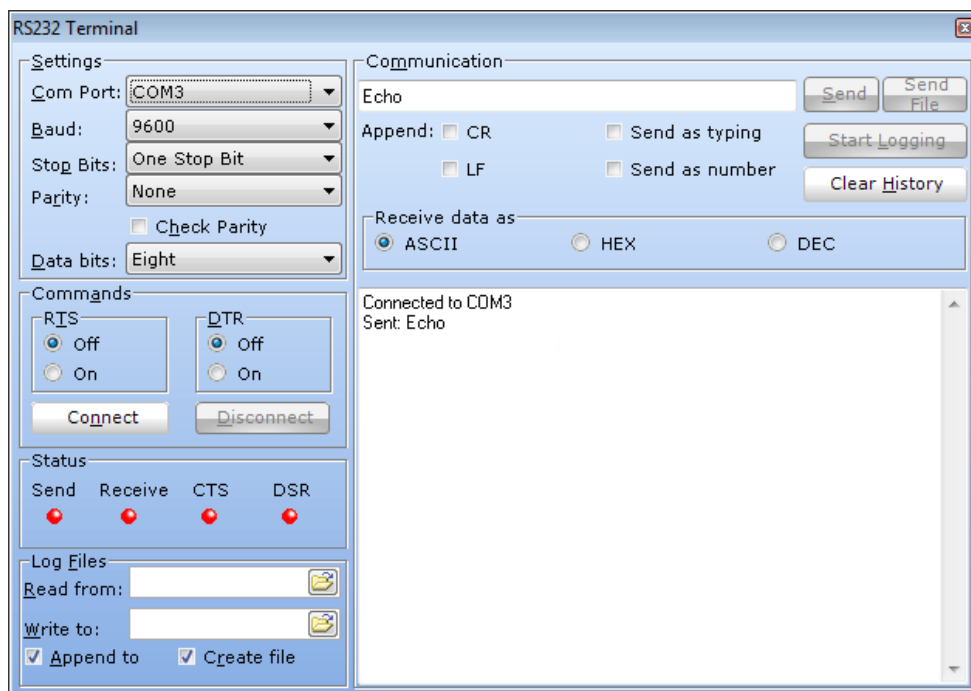 RS232 Terminal
Settings
Com Port: COM3
Baud: 9600
Stop Bits: One Stop Bit
Parity: None
Check Parity
Data bits: Eight
Commands
RTS
Off
On
DTR
Off
On
Connect
Disconnect
Status
Send Receive CTS DSR
Log Files
Read from:
Write to:
Append to
Create file
Communication
Echo
Send
Send File
Append: CR
Send as typing
Start Logging
LF
Send as number
Clear History
Receive data as
ASCII
HEX
DEC
Connected to COM3
Sent: Echo